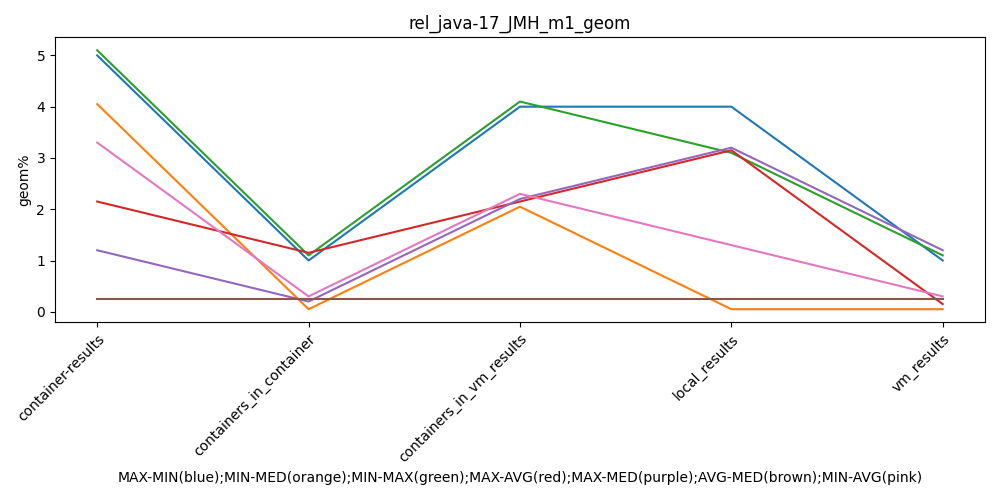 rel_java-17_JMH_m1_geom
geom%
5
4
3
2
1
0
container-results
containers_in_container
containers_in_vm_results
local_results
vm_results
MAX-MIN(blue);MIN-MED(orange);MIN-MAX(green);MAX-AVG(red);MAX-MED(purple);AVG-MED(brown);MIN-AVG(pink)